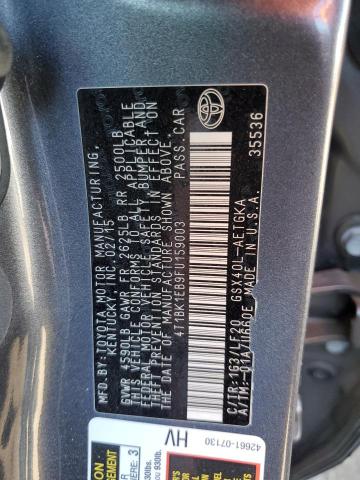 MFD. BY: TOYOTA MOTOR MANUFACTURING
KENTUCKY, INC. 02/15
GVWR 4590LB GAWR FR 2625LB RR 2500LB
THIS VEHICLE CONFORMS TO ALL APPLICABLE
FEDERAL MOTOR VEHICLE SAFETY, BUMPER AND
THEFT PREVENTION STANDARDS IN EFFECT ON
THE DATE OF MANUFACTURE SHOWN ABOVE.
4T1BK1EB9FU159003 PASS.CAR
C/TR: 1G3/LF20 GSX40L-AETGKA
A/TM: -01A/U660E MADE IN U.S.A.
35536
42661-07130
HV